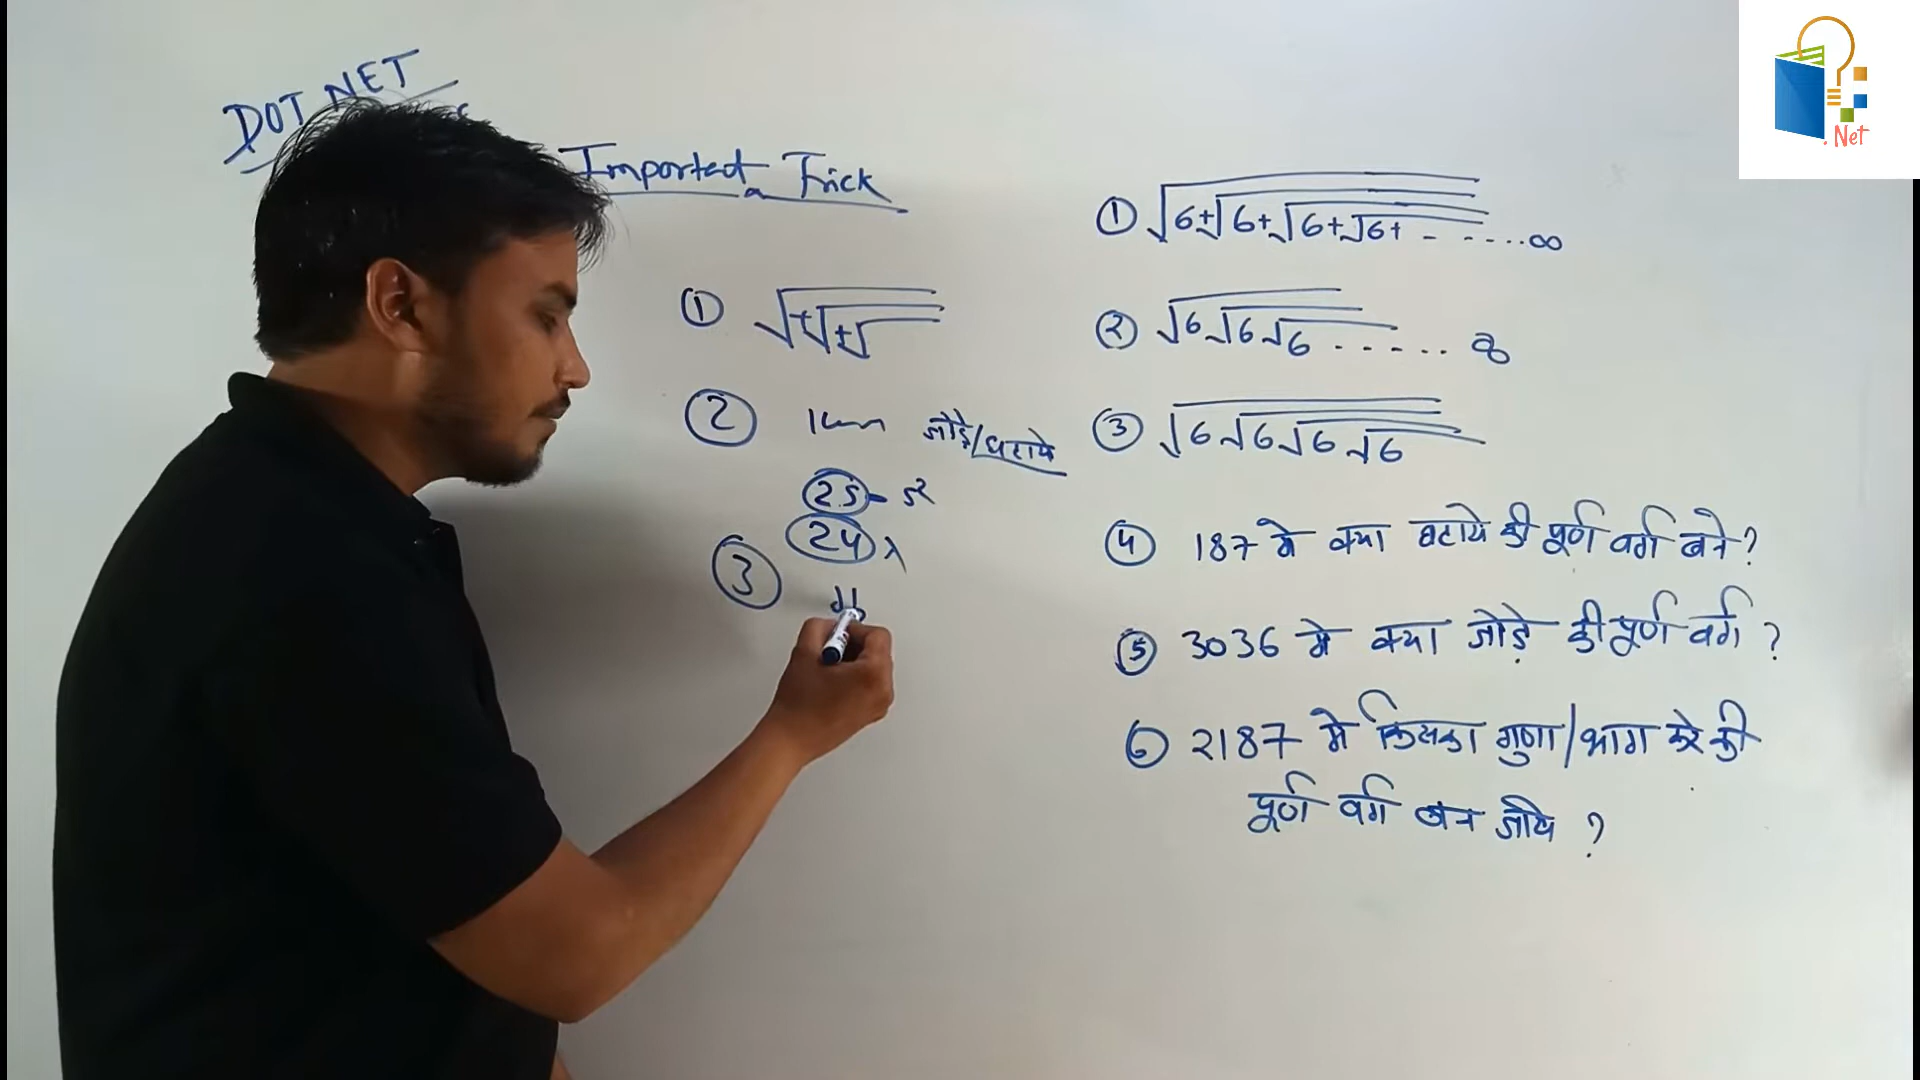 DOT NET
Imported Trick
① √‾+√‾+√‾
② 1 जोड़े/घटाये
25 - 5²
24 ×
③
① √6+√6+√6+√6+ - - .... ∞
② √6√6√6 ...... ∞
③ √6√6√6√6
④ 187 मे क्या घटाये की पूर्ण वर्ग बने ?
⑤ 3036 मे क्या जोड़े की पूर्ण वर्ग ?
⑥ 2187 मे किसका गुणा/भाग करे की
पूर्ण वर्ग बन जाये ?
.Net